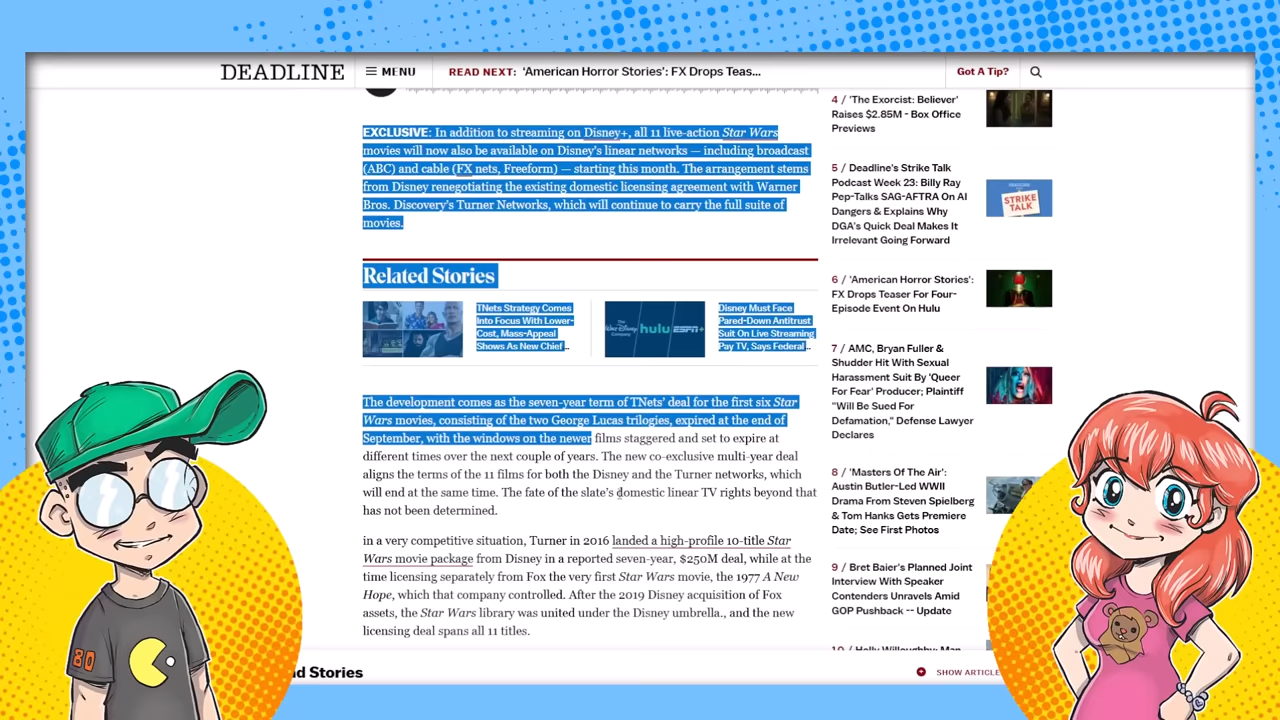 DEADLINE
MENU
READ NEXT: 'American Horror Stories': FX Drops Teas...
Got A Tip?
EXCLUSIVE: In addition to streaming on Disney+, all 11 live-action Star Wars
movies will now also be available on Disney's linear networks — including broadcast
(ABC) and cable (FX nets, Freeform) — starting this month. The arrangement stems
from Disney renegotiating the existing domestic licensing agreement with Warner
Bros. Discovery's Turner Networks, which will continue to carry the full suite of
movies.
Related Stories
TNets Strategy Comes
Into Focus With Lower-
Cost, Mass-Appeal
Shows As New Chief...
The Walt Disney Company
hulu
ESPN+
Disney Must Face
Pared-Down Antitrust
Suit On Live Streaming
Pay TV, Says Federal...
The development comes as the seven-year term of TNets' deal for the first six Star
Wars movies, consisting of the two George Lucas trilogies, expired at the end of
September, with the windows on the newer films staggered and set to expire at
different times over the next couple of years. The new co-exclusive multi-year deal
aligns the terms of the 11 films for both the Disney and the Turner networks, which
will end at the same time. The fate of the slate's domestic linear TV rights beyond that
has not been determined.
in a very competitive situation, Turner in 2016 landed a high-profile 10-title Star
Wars movie package from Disney in a reported seven-year, $250M deal, while at the
time licensing separately from Fox the very first Star Wars movie, the 1977 A New
Hope, which that company controlled. After the 2019 Disney acquisition of Fox
assets, the Star Wars library was united under the Disney umbrella., and the new
licensing deal spans all 11 titles.
4 / 'The Exorcist: Believer'
Raises $2.85M - Box Office
Previews
5 / Deadline's Strike Talk
Podcast Week 23: Billy Ray
Pep-Talks SAG-AFTRA On AI
Dangers & Explains Why
DGA's Quick Deal Makes It
Irrelevant Going Forward
STRIKE
TALK
6 / 'American Horror Stories':
FX Drops Teaser For Four-
Episode Event On Hulu
7 / AMC, Bryan Fuller &
Shudder Hit With Sexual
Harassment Suit By 'Queer
For Fear' Producer; Plaintiff
"Will Be Sued For
Defamation," Defense Lawyer
Declares
8 / 'Masters Of The Air':
Austin Butler-Led WWII
Drama From Steven Spielberg
& Tom Hanks Gets Premiere
Date; See First Photos
9 / Bret Baier's Planned Joint
Interview With Speaker
Contenders Unravels Amid
GOP Pushback -- Update
10 / Holly Willoughby: Man
d Stories
SHOW ARTICLE
80